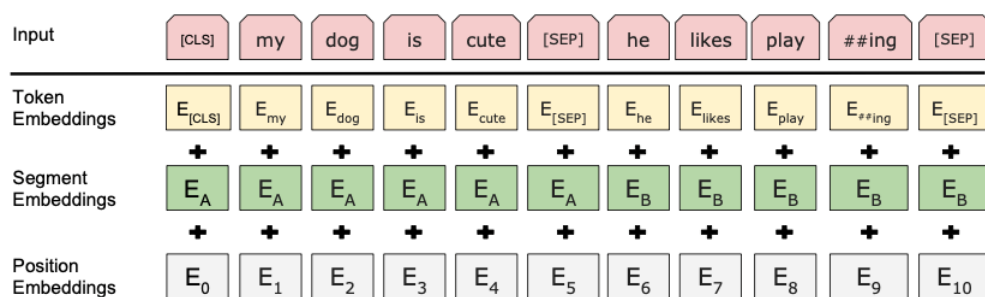 Input [CLS] my dog is cute [SEP] he likes play ##ing [SEP]
Token
Embeddings E[CLS] Emy Edog Eis Ecute E[SEP] Ehe Elikes Eplay E##ing E[SEP]
+ + + + + + + + + + +
Segment
Embeddings EA EA EA EA EA EA EB EB EB EB EB
+ + + + + + + + + + +
Position
Embeddings E0 E1 E2 E3 E4 E5 E6 E7 E8 E9 E10